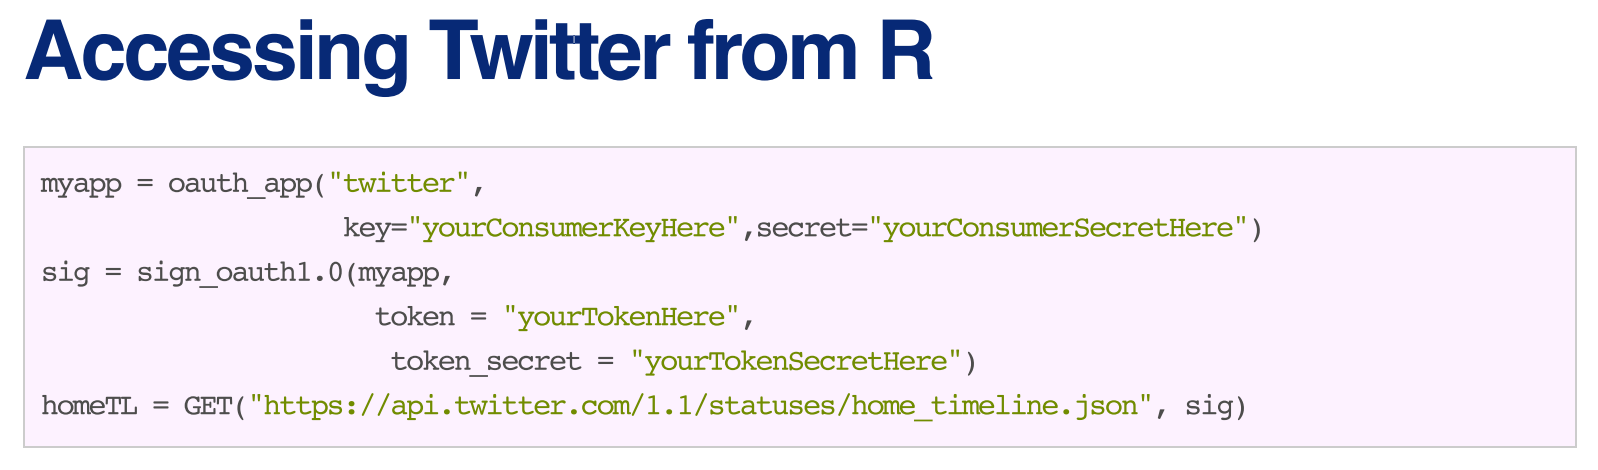 Accessing Twitter from R
myapp = oauth_app("twitter",
key="yourConsumerKeyHere",secret="yourConsumerSecretHere")
sig = sign_oauth1.0(myapp,
token = "yourTokenHere",
token_secret = "yourTokenSecretHere")
homeTL = GET("https://api.twitter.com/1.1/statuses/home_timeline.json", sig)